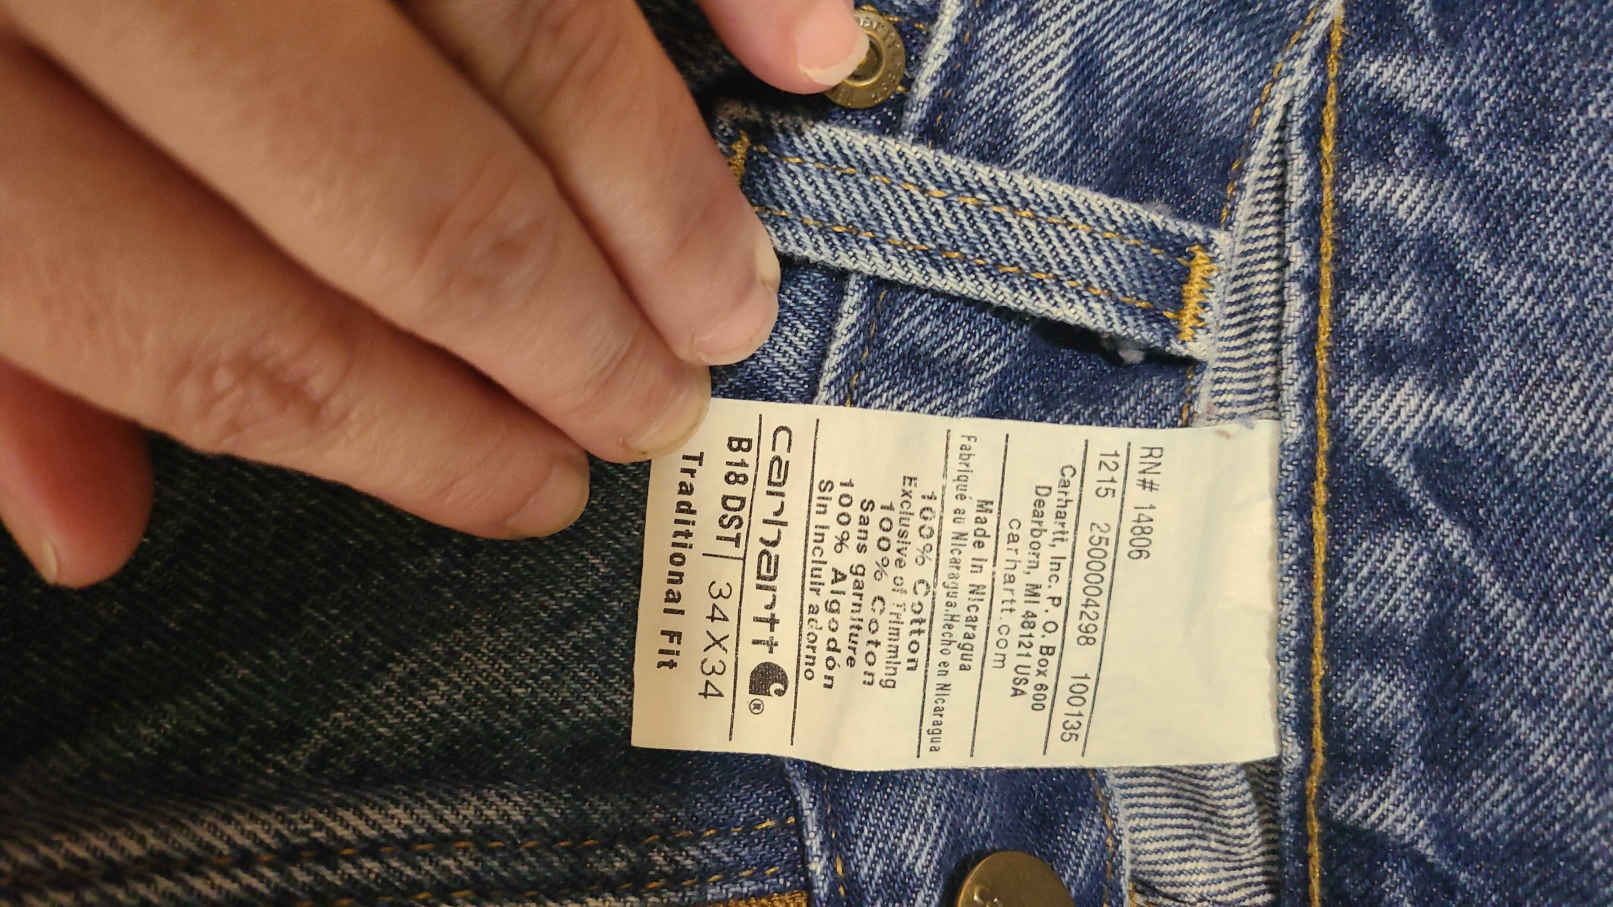 RN# 14806
1215 2500004298 100135
Carhartt, Inc. P.O. Box 600
Dearborn, MI 48121 USA
carhartt.com
Made in Nicaragua
Fabriqué au Nicaragua,Hecho en Nicaragua
100% Cotton
Exclusive of Trimming
100% Coton
Sans garniture
100% Algodón
Sin incluir adorno
carhartt ®
B18 DST 34X34
Traditional Fit